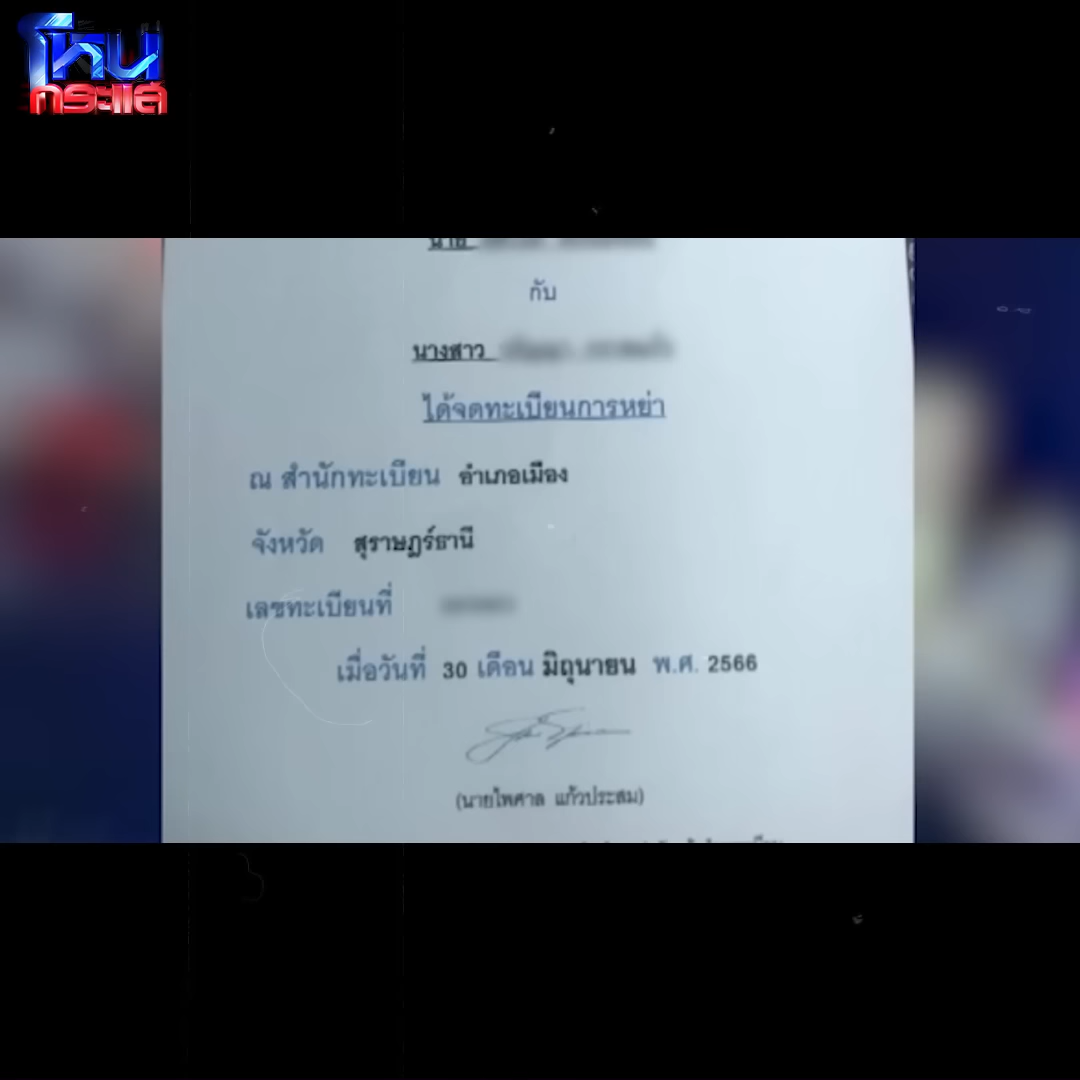 โหนกระแส
นาย
กับ
นางสาว
ได้จดทะเบียนการหย่า
ณ สำนักทะเบียน อำเภอเมือง
จังหวัด สุราษฎร์ธานี
เลขทะเบียนที่
เมื่อวันที่ 30 เดือน มิถุนายน พ.ศ. 2566
(นายไพศาล แก้วประสม)